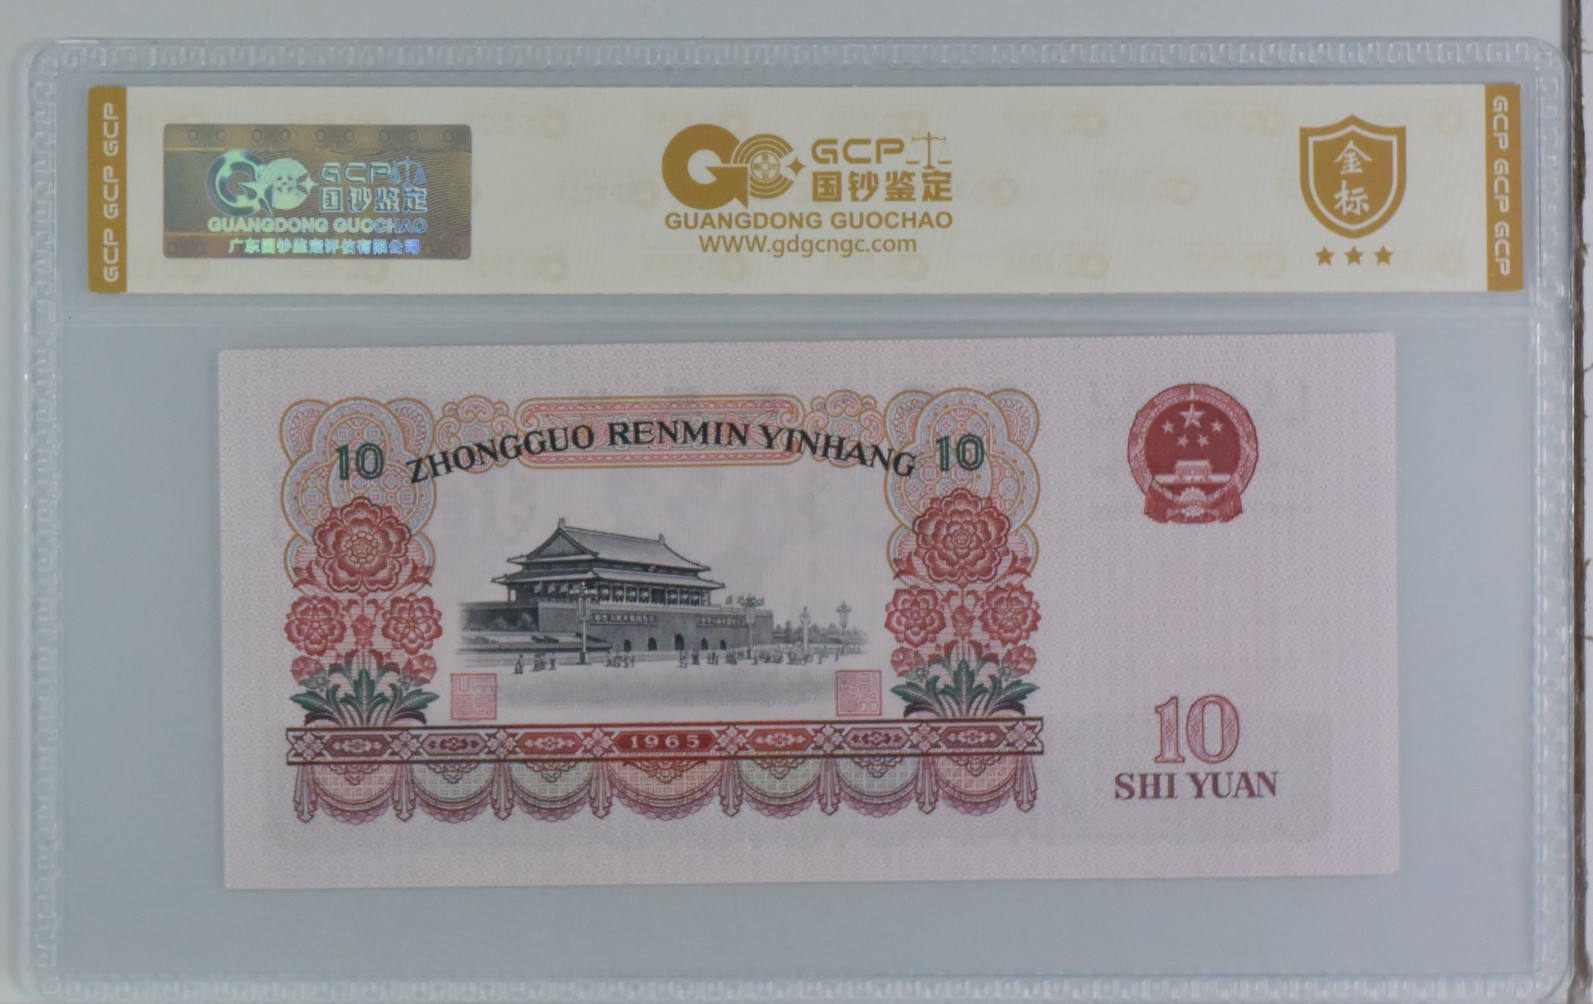 GCP GCP GCP
GCP
国钞鉴定
GUANGDONG GUOCHAO
广东国钞鉴定评估有限公司
GCP
国钞鉴定
GUANGDONG GUOCHAO
WWW.gdgcngc.com
金
标
GCP GCP GCP
10 ZHONGGUO RENMIN YINHANG 10
1965
10
SHI YUAN